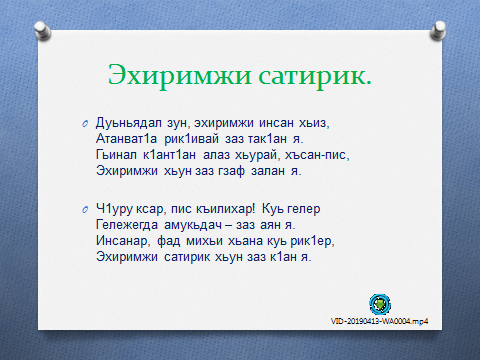 Эхиримжи сатирик.
Дуьньядал зун, эхиримжи инсан хьиз,
Атанват1а рик1ивай заз так1ан я.
Гьинал к1ант1ан алаз хьурай, хъсан-пис,
Эхиримжи хьун заз гзаф залан я.
Ч1уру ксар, пис къилихар! Куь гелер
Гележегда амукьдач – заз аян я.
Инсанар, фад михьи хьана куь рик1ер,
Эхиримжи сатирик хьун заз к1ан я.
VID-20190413-WA0004.mp4